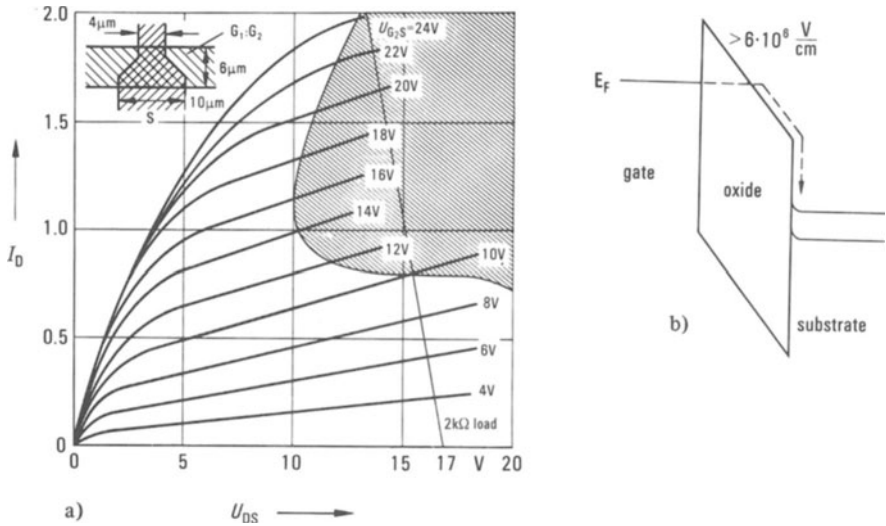 4μm
G₁:G₂
6μm
10μm
S
2.0
1.5
1.0
0.5
0
I_D
U_G₂S=24V
22V
20V
18V
16V
14V
12V
10V
8V
6V
4V
2kΩ load
0 5 10 15 17 V 20
a) U_DS
>6·10⁶ V/cm
E_F
gate
oxide
substrate
b)